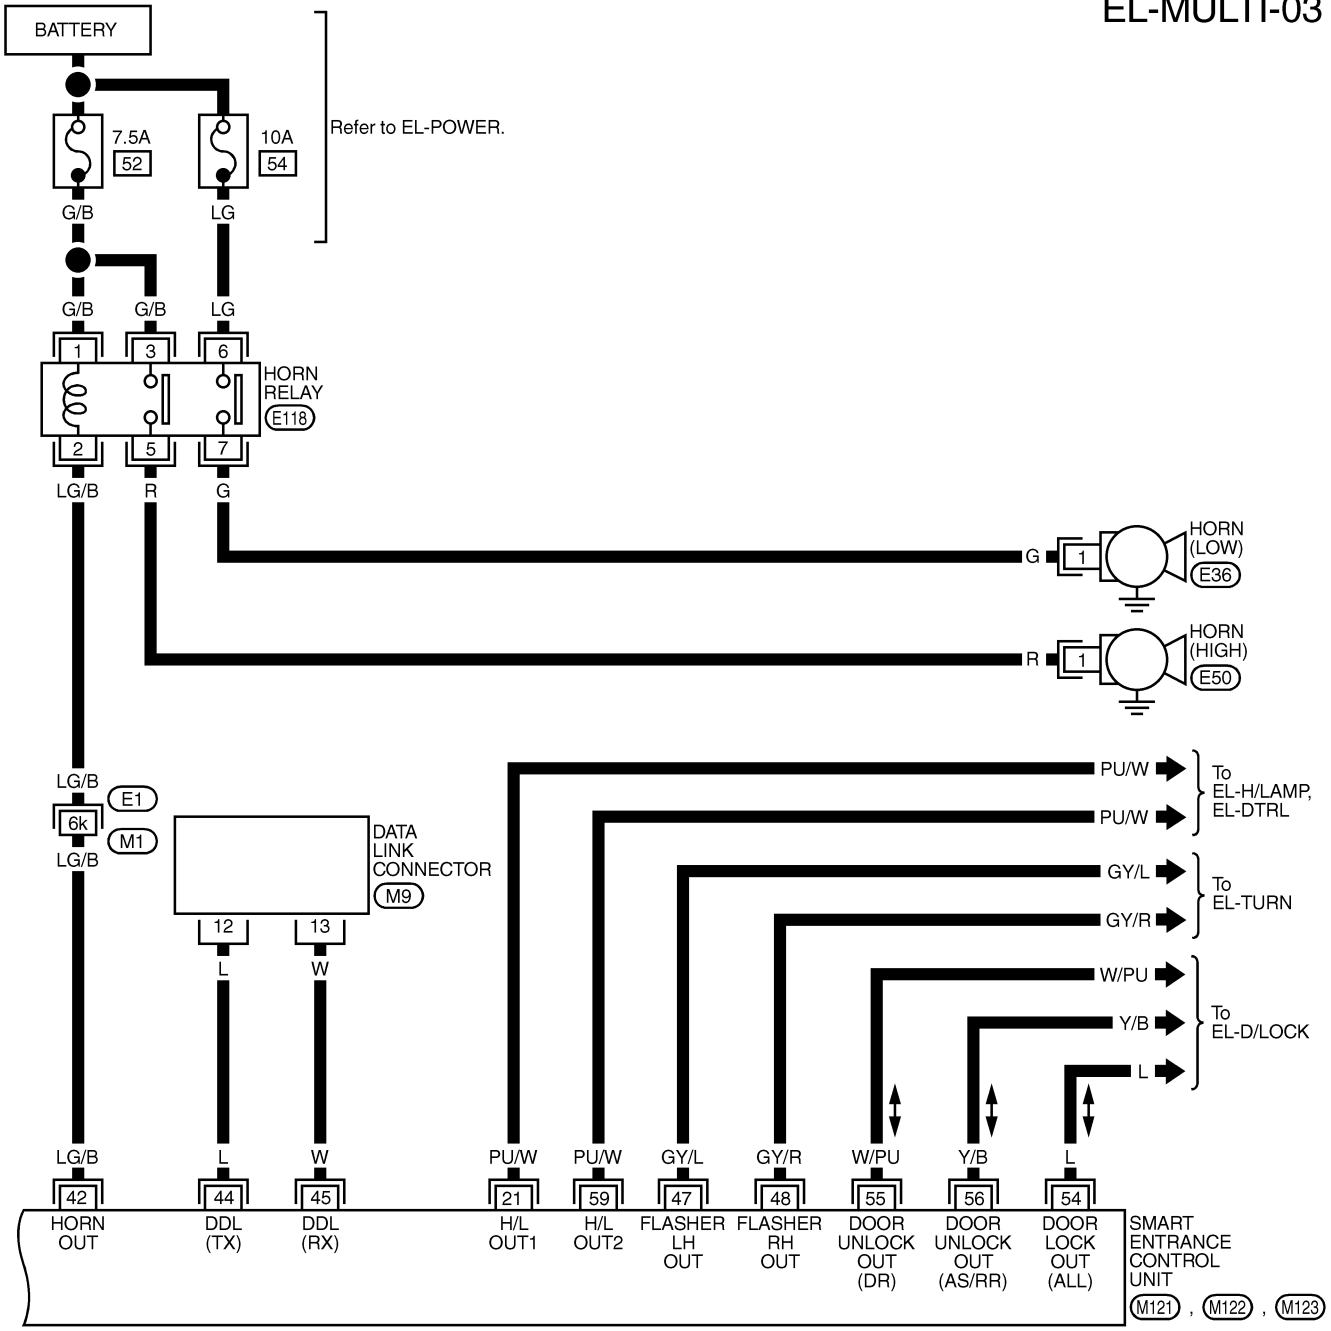 EL-MULTI-03
BATTERY
7.5A
52
10A
54
Refer to EL-POWER.
G/B
LG
G/B
G/B
LG
1
3
6
HORN
RELAY
E118
2
5
7
LG/B
R
G
G
1
HORN
(LOW)
E36
R
1
HORN
(HIGH)
E50
LG/B
E1
6k
M1
LG/B
DATA
LINK
CONNECTOR
M9
12
13
L
W
PU/W
PU/W
To
EL-H/LAMP,
EL-DTRL
GY/L
GY/R
To
EL-TURN
W/PU
Y/B
L
To
EL-D/LOCK
LG/B
L
W
PU/W
PU/W
GY/L
GY/R
W/PU
Y/B
L
42
44
45
21
59
47
48
55
56
54
HORN
OUT
DDL
(TX)
DDL
(RX)
H/L
OUT1
H/L
OUT2
FLASHER
LH
OUT
FLASHER
RH
OUT
DOOR
UNLOCK
OUT
(DR)
DOOR
UNLOCK
OUT
(AS/RR)
DOOR
LOCK
OUT
(ALL)
SMART
ENTRANCE
CONTROL
UNIT
M121 , M122 , M123